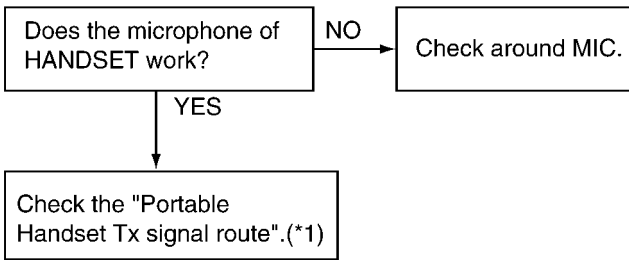 Does the microphone of
HANDSET work?
NO
Check around MIC.
YES
Check the "Portable
Handset Tx signal route".(*1)